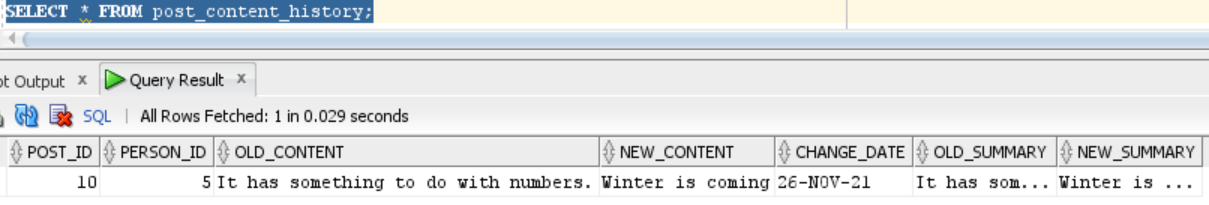 SELECT * FROM post_content_history;
Output x Query Result x
SQL | All Rows Fetched: 1 in 0.029 seconds
POST_ID PERSON_ID OLD_CONTENT NEW_CONTENT CHANGE_DATE OLD_SUMMARY NEW_SUMMARY
10 5 It has something to do with numbers. Winter is coming 26-NOV-21 It has som... Winter is ...